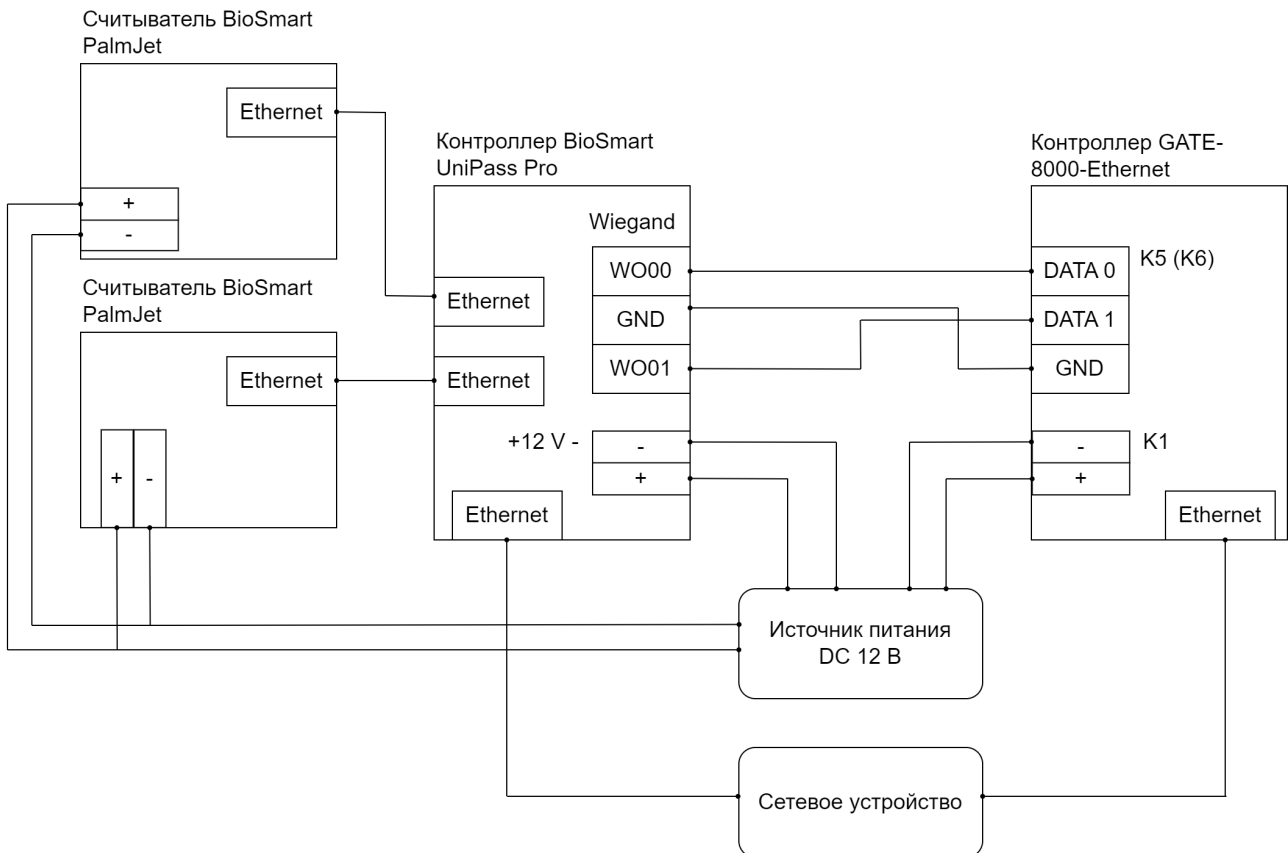 Считыватель BioSmart
PalmJet
Ethernet
+
-
Считыватель BioSmart
PalmJet
Ethernet
+ -
Контроллер BioSmart
UniPass Pro
Wiegand
WO00
GND
WO01
Ethernet
Ethernet
+12 V -
-
+
Ethernet
Контроллер GATE-
8000-Ethernet
DATA 0
K5 (K6)
DATA 1
GND
-
K1
+
Ethernet
Источник питания
DC 12 В
Сетевое устройство